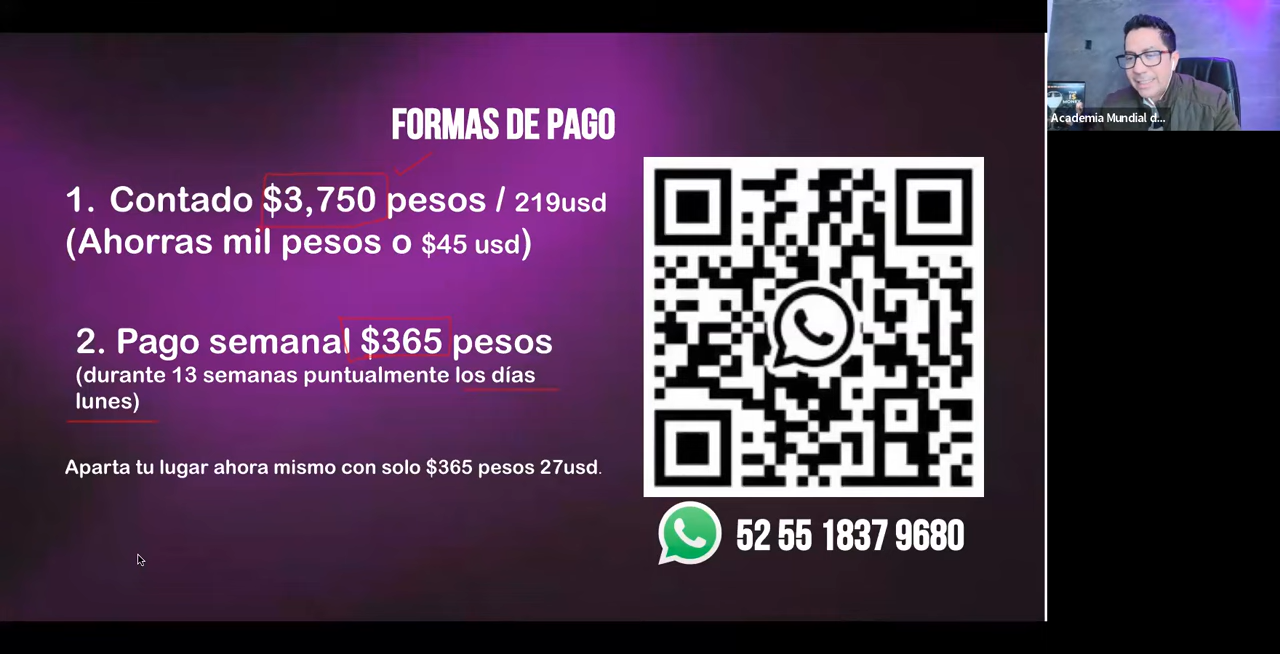 FORMAS DE PAGO
1. Contado $3,750 pesos / 219usd
(Ahorras mil pesos o $45 usd)
2. Pago semanal $365 pesos
(durante 13 semanas puntualmente los días
lunes)
Aparta tu lugar ahora mismo con solo $365 pesos 27usd.
52 55 1837 9680
Academia Mundial d...